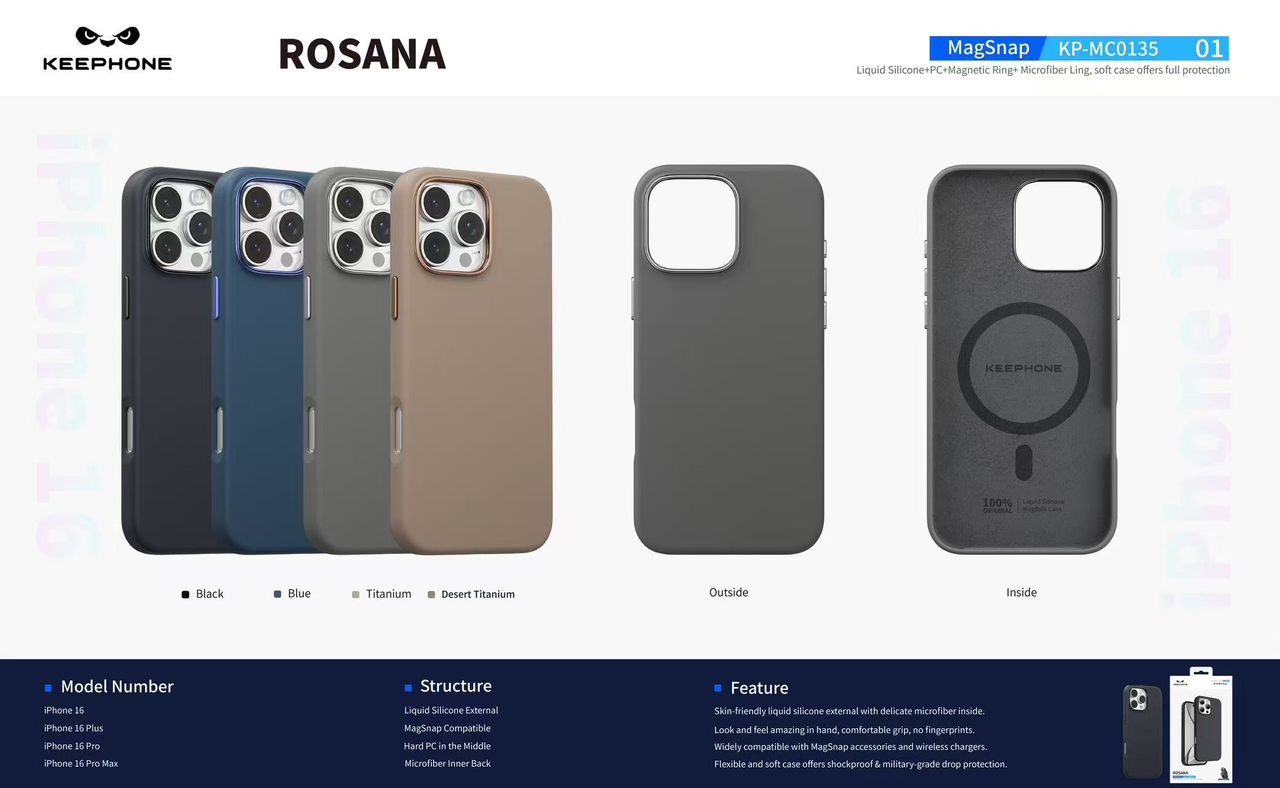 KEEPHONE
ROSANA
MagSnap KP-MC0135 01
Liquid Silicone+PC+Magnetic Ring+ Microfiber Ling, soft case offers full protection
iPhone 16
iPhone 16
KEEPHONE
100% ORIGINAL
Liquid Silicone
MagSafe Case
Black
Blue
Titanium
Desert Titanium
Outside
Inside
Model Number
iPhone 16
iPhone 16 Plus
iPhone 16 Pro
iPhone 16 Pro Max
Structure
Liquid Silicone External
MagSnap Compatible
Hard PC in the Middle
Microfiber Inner Back
Feature
Skin-friendly liquid silicone external with delicate microfiber inside.
Look and feel amazing in hand, comfortable grip, no fingerprints.
Widely compatible with MagSnap accessories and wireless chargers.
Flexible and soft case offers shockproof & military-grade drop protection.
ROSANA